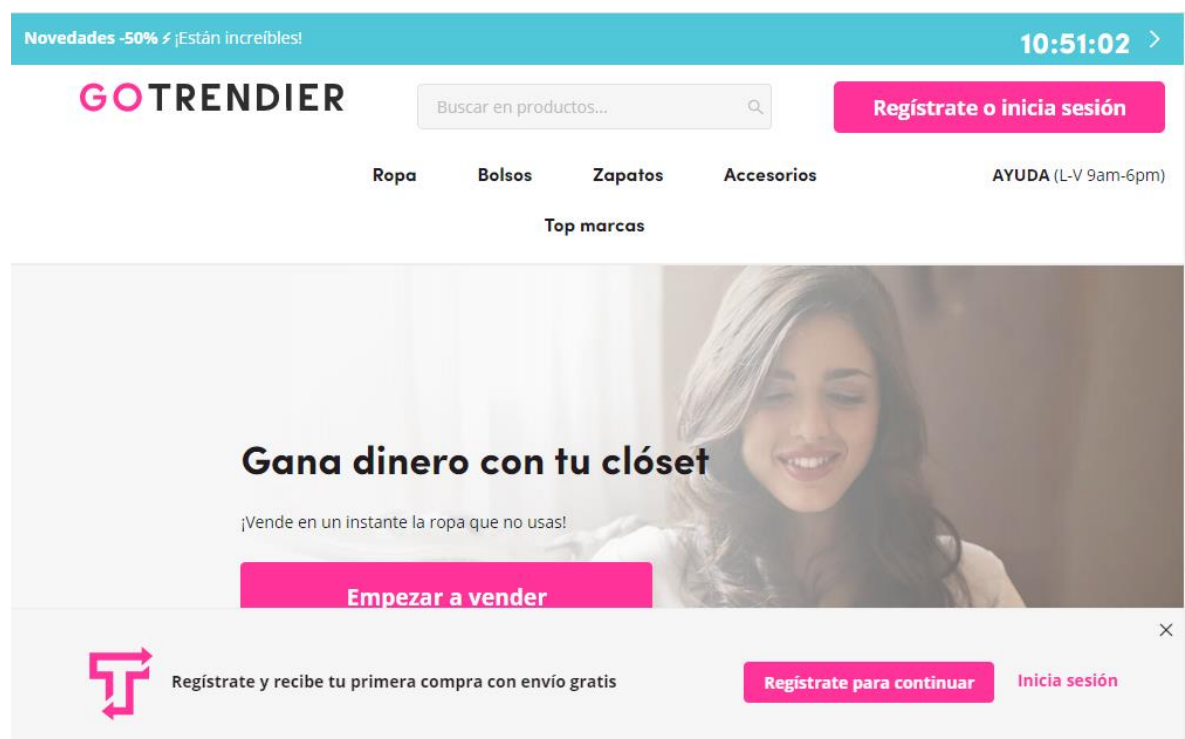 Novedades -50% ⚡ ¡Están increíbles!
10:51:02
GOTRENDIER
Buscar en productos...
Regístrate o inicia sesión
Ropa Bolsos Zapatos Accesorios
AYUDA (L-V 9am-6pm)
Top marcas
Gana dinero con tu clóset
¡Vende en un instante la ropa que no usas!
Empezar a vender
Regístrate y recibe tu primera compra con envío gratis
Regístrate para continuar
Inicia sesión